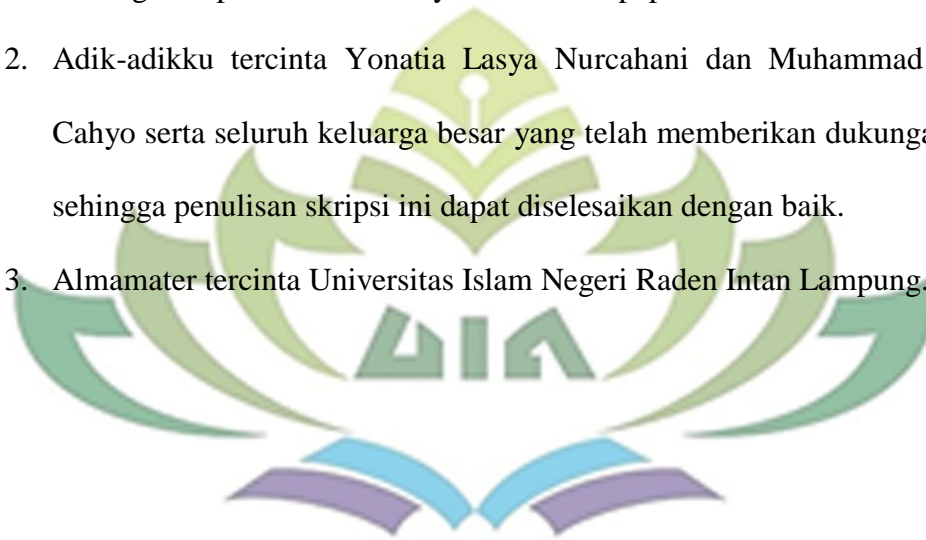 2. Adik-adikku tercinta Yonatia Lasya Nurcahani dan Muhammad
Cahyo serta seluruh keluarga besar yang telah memberikan
sehingga penulisan skripsi ini dapat diselesaikan dengan baik.
3. Almamater tercinta Universitas Islam Negeri Raden Intan Lampung.
UIN